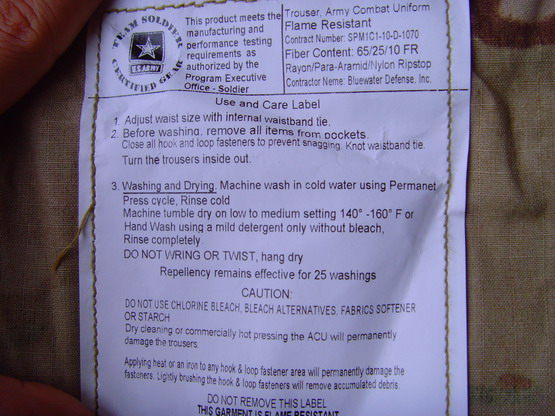 TEAM SOLDIER
U.S. ARMY
CERTIFIED GEAR
This product meets the
manufacturing and
performance testing
requirements as
authorized by the
Program Executive
Office - Soldier
Trouser, Army Combat Uniform
Flame Resistant
Contract Number: SPM1C1-10-D-1070
Fiber Content: 65/25/10 FR
Rayon/Para-Aramid/Nylon Ripstop
Contractor Neme: Bluewater Defense, Inc.
Use and Care Label
1. Adjust waist size with internal waistband tie.
2. Before washing, remove all items from pockets.
Close all hook and loop fasteners to prevent snagging. Knot waistband tie.
Turn the trousers inside out.
3. Washing and Drying. Machine wash in cold water using Permanet
Press cycle, Rinse cold
Machine tumble dry on low to medium setting 140° -160° F or
Hand Wash using a mild detergent only without bleach,
Rinse completely
DO NOT WRING OR TWIST, hang dry
Repellency remains effective for 25 washings
CAUTION:
DO NOT USE CHLORINE BLEACH, BLEACH ALTERNATIVES, FABRICS SOFTENER
OR STARCH
Dry cleaning or commercially hot pressing the ACU will permanently
damage the trousers.
Applying heat or an iron to any hook & loop fastener area will permanently damage the
fasteners. Lightly brushing the hook & loop fasteners will remove accumulated debris.
DO NOT REMOVE THIS LABEL
THIS GARMENT IS FLAME RESISTANT